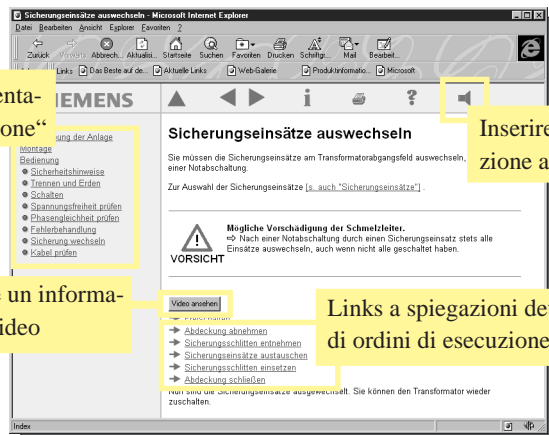 Sicherungseinsätze auswechseln - Microsoft Internet Explorer
Datei Bearbeiten Ansicht Explorer Favoriten ?
Zurück Vorwärts Abbrech... Aktualisi... Startseite Suchen Favoriten Drucken Schriftgr... Mail Bearbeit...
Links Das Beste auf de... Aktuelle Links Web-Galerie Produktinformatio... Microsoft
enta-
one“
IEMENS
i ?
Inserire
zione a
ung der Anlage
Montage
Bedienung
Sicherheitshinweise
Trennen und Erden
Schalten
Spannungsfreiheit prüfen
Phasengleichheit prüfen
Fehlerbehandlung
Sicherung wechseln
Kabel prüfen
Sicherungseinsätze auswechseln
Sie müssen die Sicherungseinsätze am Transformatorabgangsfeld auswechseln,
einer Notabschaltung.
Zur Auswahl der Sicherungseinsätze [s. auch "Sicherungseinsätze"] .
VORSICHT
Mögliche Vorschädigung der Schmelzleiter.
⇨ Nach einer Notabschaltung durch einen Sicherungseinsatz stets alle
Einsätze auswechseln, auch wenn nicht alle geschaltet haben.
e un informa-
ideo
Video ansehen
Links a spiegazioni de
di ordini di esecuzione
Abdeckung abnehmen
Sicherungsschlitten entnehmen
Sicherungseinsätze austauschen
Sicherungsschlitten einsetzen
Abdeckung schließen
Nun sind die Sicherungseinsätze ausgewechselt. Sie können den Transformator wieder
zuschalten.
Index